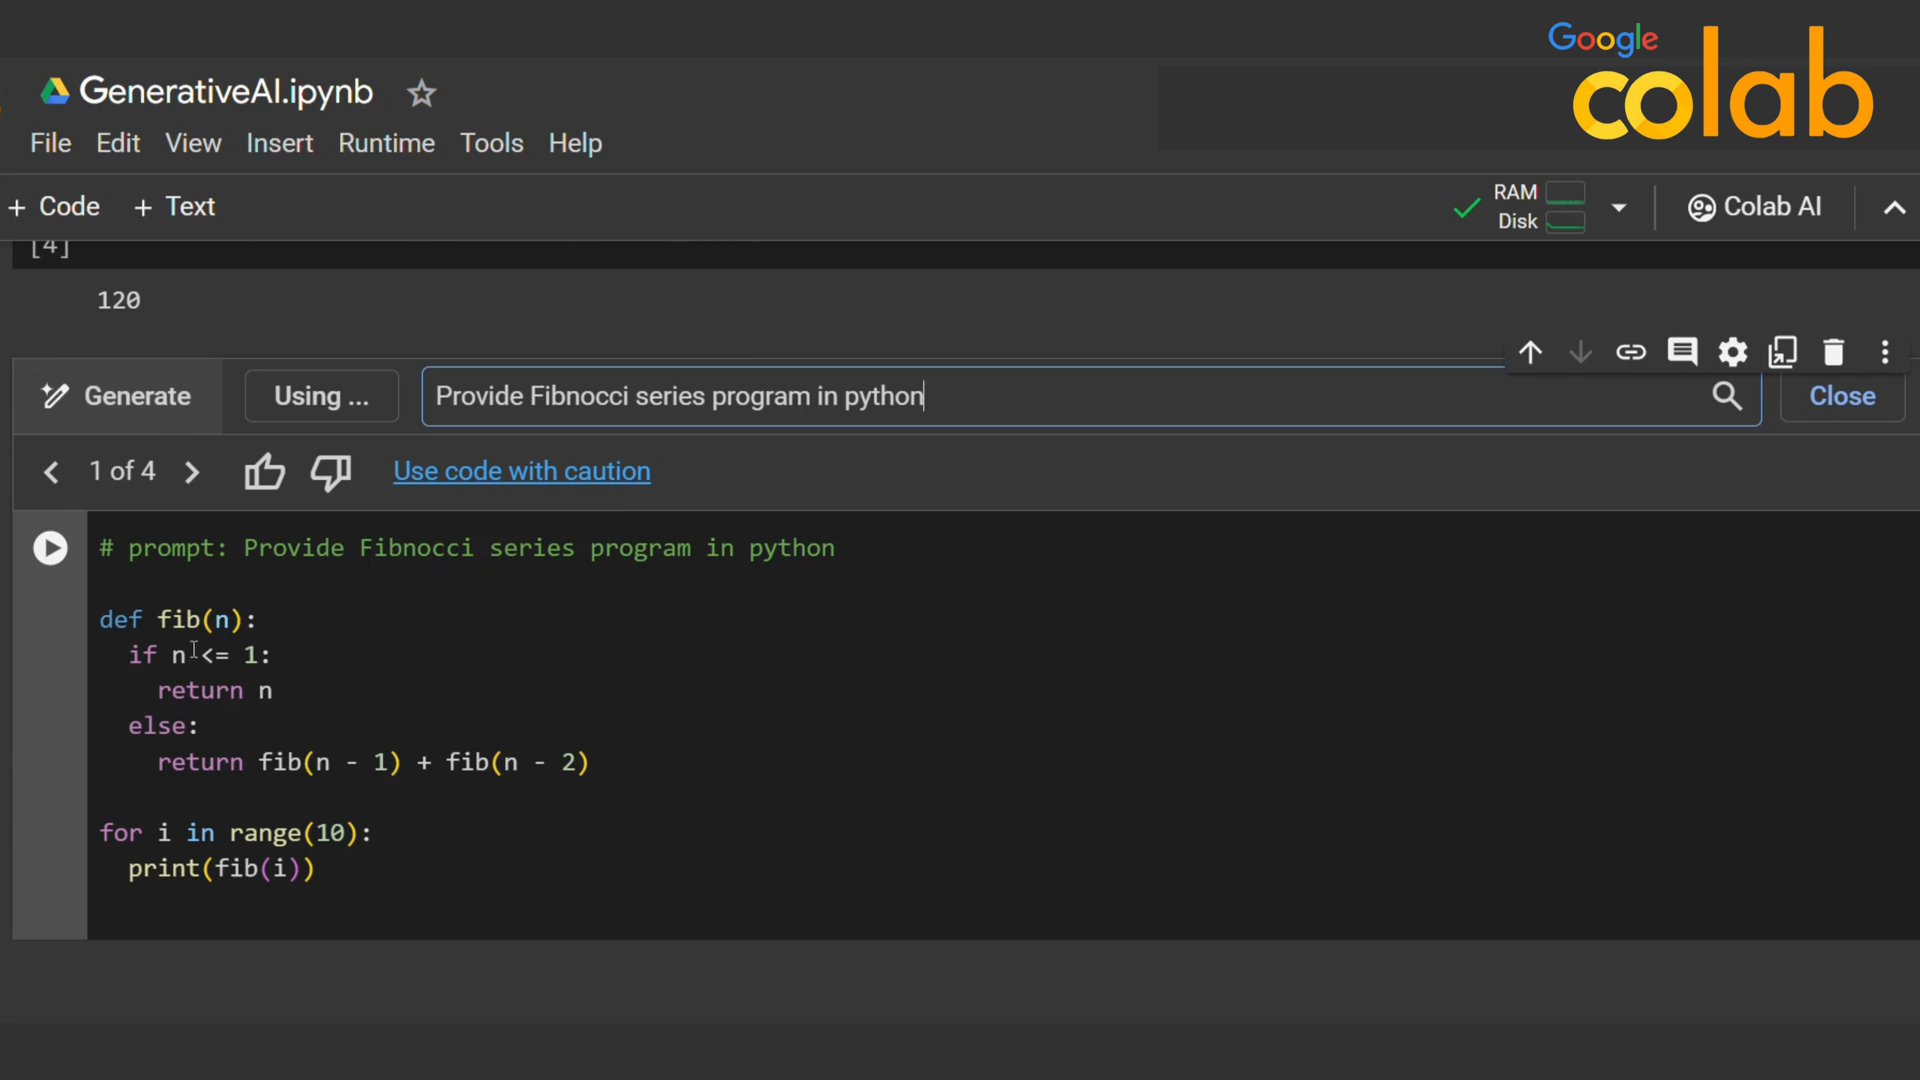 Google
colab
GenerativeAI.ipynb
File Edit View Insert Runtime Tools Help
+ Code + Text
RAM
Disk
Colab AI
[4]
120
Generate Using ... Provide Fibnocci series program in python Close
1 of 4 Use code with caution
# prompt: Provide Fibnocci series program in python
def fib(n):
  if n <= 1:
    return n
  else:
    return fib(n - 1) + fib(n - 2)
for i in range(10):
  print(fib(i))